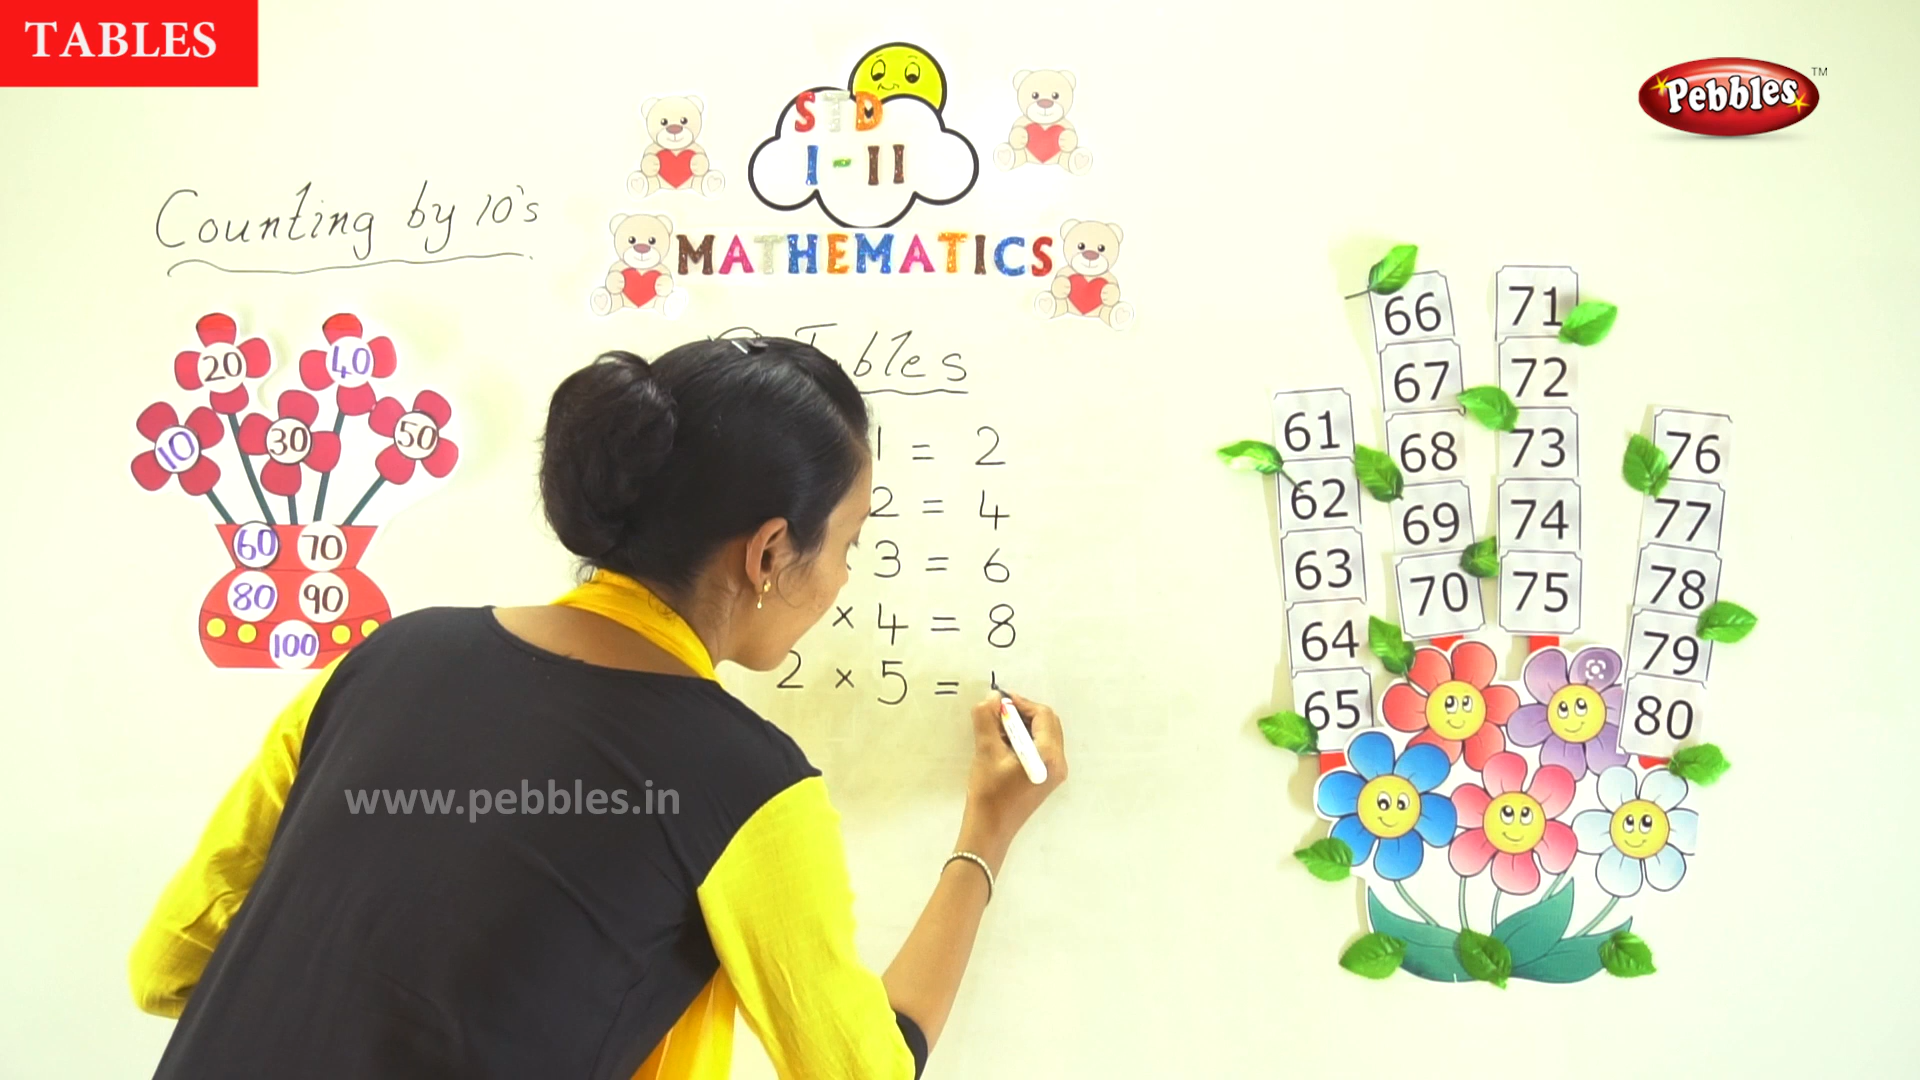 TABLES
Pebbles™
STD
I-II
MATHEMATICS
Counting by 10's
20 40
10 30 50
60 70
80 90
100
1 = 2
2 = 4
3 = 6
× 4 = 8
2 × 5 =
61
62
63
64
65
66
67
68
69
70
71
72
73
74
75
76
77
78
79
80
www.pebbles.in